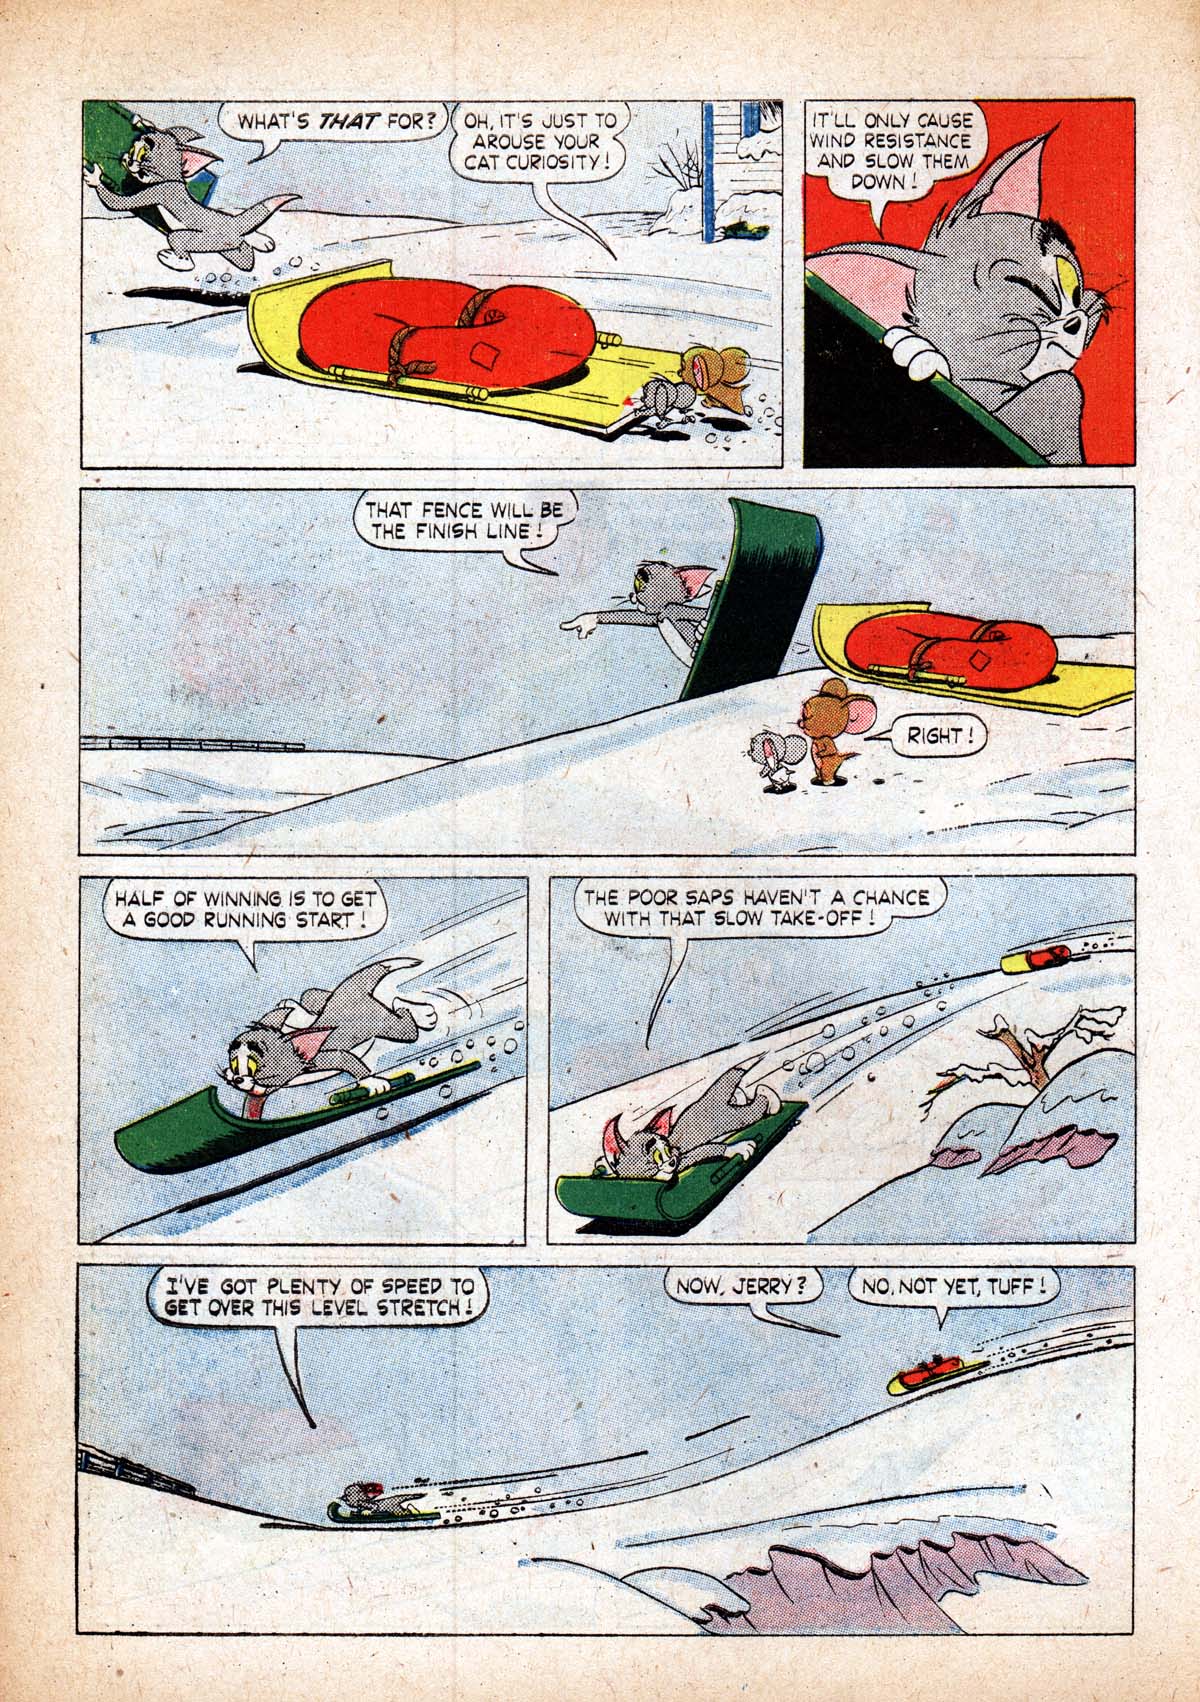 WHAT'S THAT FOR?
OH, IT'S JUST TO
AROUSE YOUR
CAT CURIOSITY!
IT'LL ONLY CAUSE
WIND RESISTANCE
AND SLOW THEM
DOWN!
THAT FENCE WILL BE
THE FINISH LINE!
RIGHT!
HALF OF WINNING IS TO GET
A GOOD RUNNING START!
THE POOR SAPS HAVEN'T A CHANCE
WITH THAT SLOW TAKE-OFF!
I'VE GOT PLENTY OF SPEED TO
GET OVER THIS LEVEL STRETCH!
NOW, JERRY?
NO, NOT YET, TUFF!